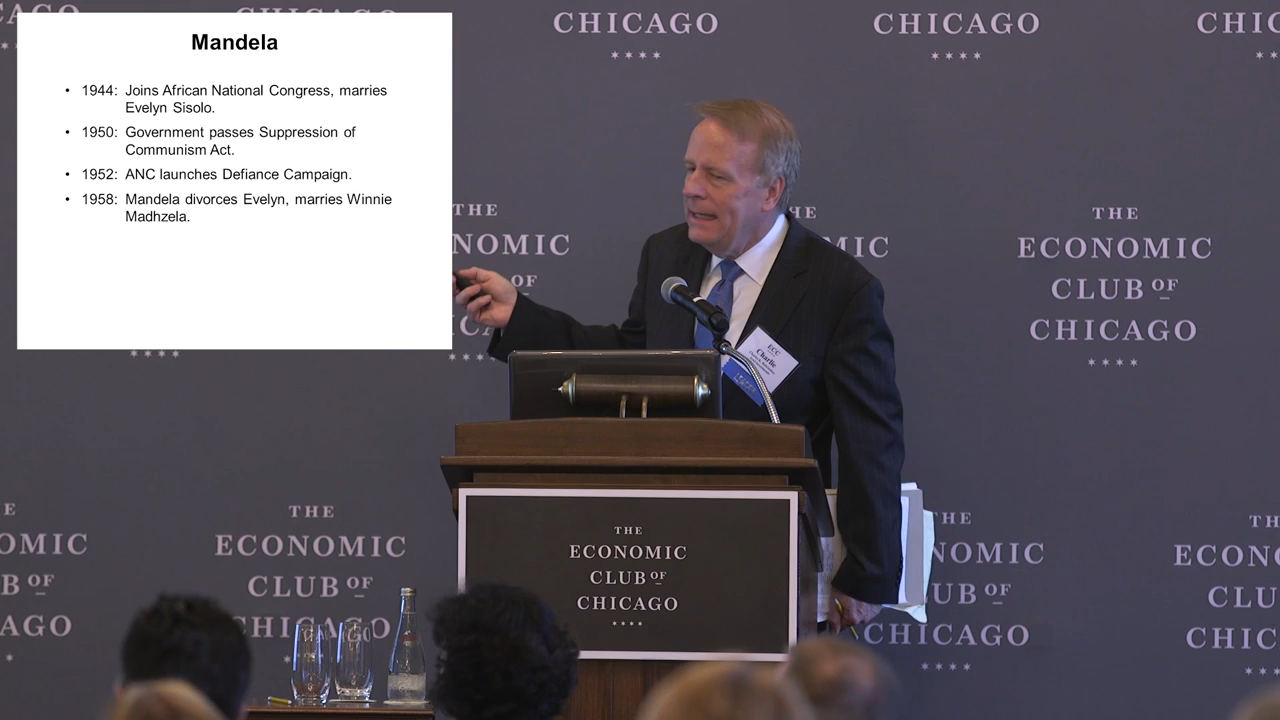 Mandela
• 1944: Joins African National Congress, marries
Evelyn Sisolo.
• 1950: Government passes Suppression of
Communism Act.
• 1952: ANC launches Defiance Campaign.
• 1958: Mandela divorces Evelyn, marries Winnie
Madhzela.
CHICAGO
CHICAGO
THE
ECONOMIC
CLUB OF
CHICAGO
ECC
Charlie
THE
ECONOMIC
CLUB OF
CHICAGO
THE
ECONOMIC
CLUB OF
CHICAGO